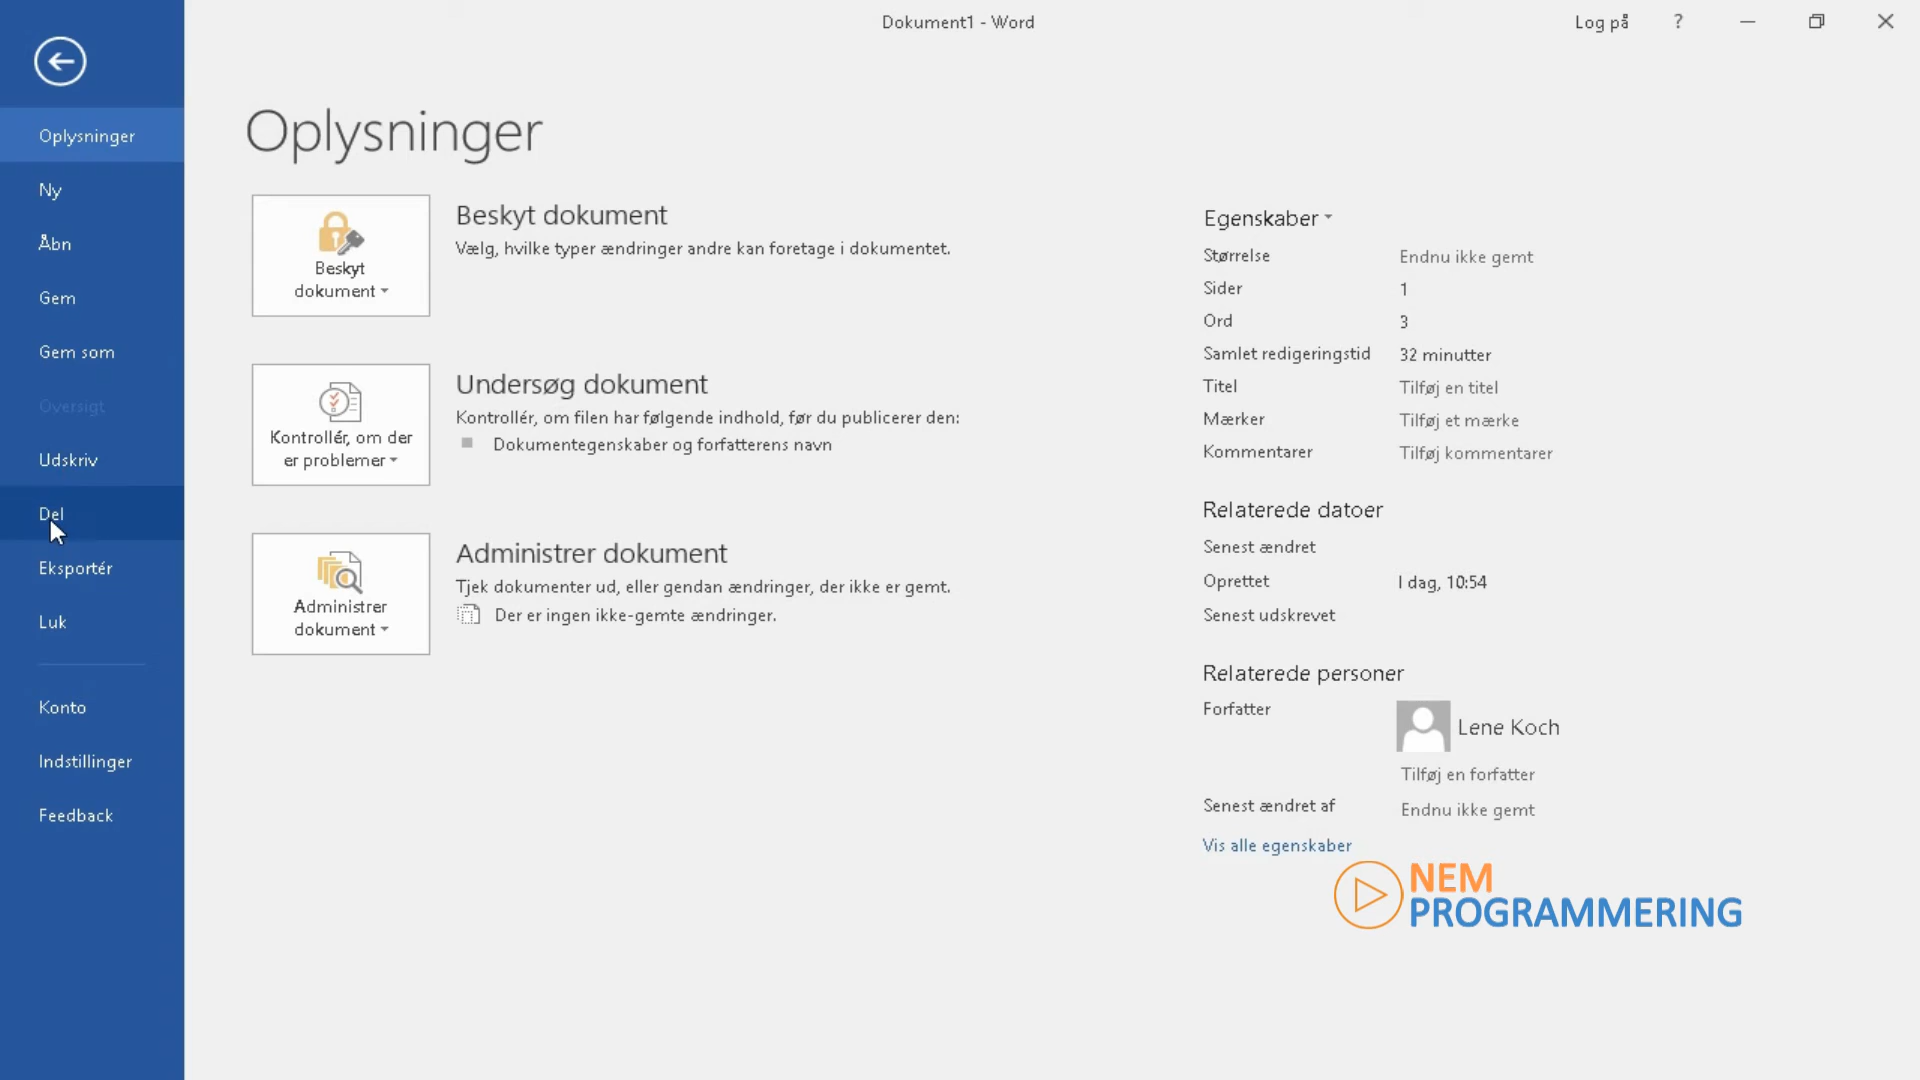 Dokument1 - Word
Log på
?
Oplysninger
Ny
Åbn
Gem
Gem som
Oversigt
Udskriv
Del
Eksportér
Luk
Konto
Indstillinger
Feedback
Oplysninger
Beskyt
dokument
Beskyt dokument
Vælg, hvilke typer ændringer andre kan foretage i dokumentet.
Kontrollér, om der
er problemer
Undersøg dokument
Kontrollér, om filen har følgende indhold, før du publicerer den:
Dokumentegenskaber og forfatterens navn
Administrer
dokument
Administrer dokument
Tjek dokumenter ud, eller gendan ændringer, der ikke er gemt.
Der er ingen ikke-gemte ændringer.
Egenskaber
Størrelse Endnu ikke gemt
Sider 1
Ord 3
Samlet redigeringstid 32 minutter
Titel Tilføj en titel
Mærker Tilføj et mærke
Kommentarer Tilføj kommentarer
Relaterede datoer
Senest ændret
Oprettet I dag, 10:54
Senest udskrevet
Relaterede personer
Forfatter
Lene Koch
Tilføj en forfatter
Senest ændret af Endnu ikke gemt
Vis alle egenskaber
NEM
PROGRAMMERING